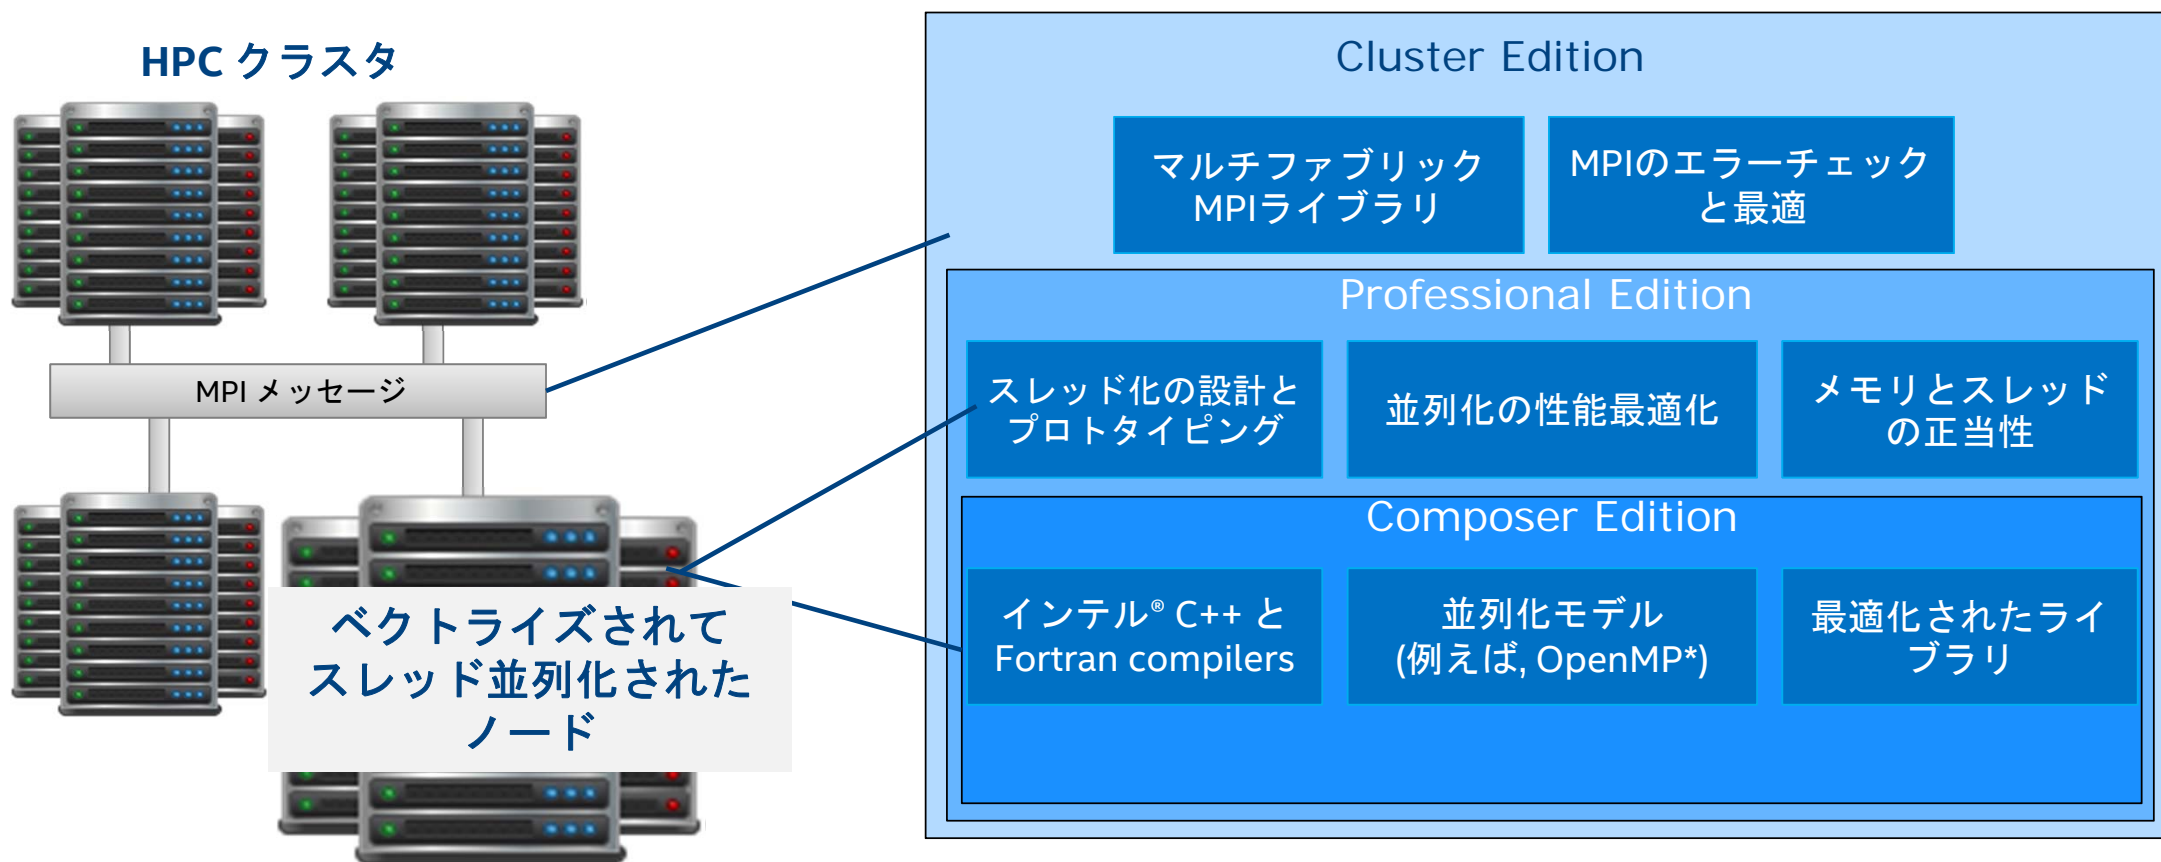 HPC クラスタ
MPI メッセージ
ベクトライズされて
スレッド並列化された
ノード
Cluster Edition
マルチファブリック
MPIライブラリ
MPIのエラーチェック
と最適
Professional Edition
スレッド化の設計と
プロトタイピング
並列化の性能最適化
メモリとスレッド
の正当性
Composer Edition
インテル® C++ と
Fortran compilers
並列化モデル
(例えば, OpenMP*)
最適化されたライ
ブラリ